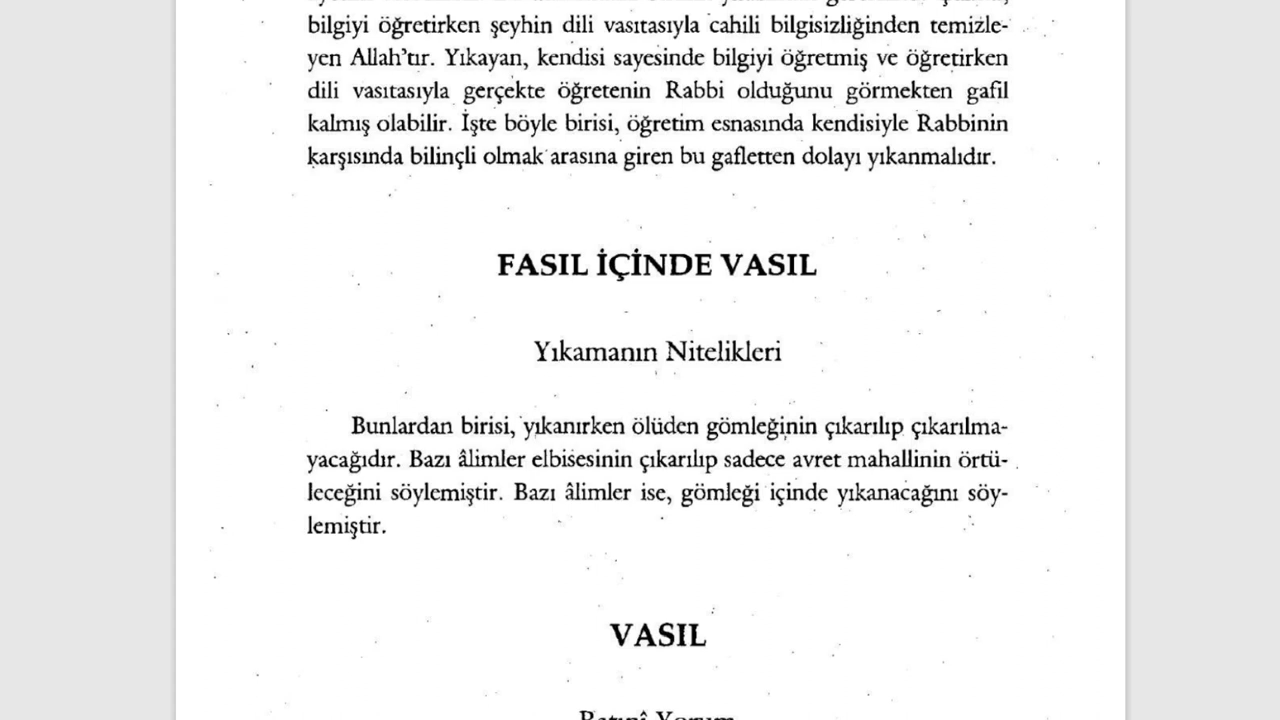 bilgiyi öğretirken şeyhin dili vasıtasıyla cahili bilgisizliğinden temizle-
yen Allah'tır. Yıkayan, kendisi sayesinde bilgiyi öğretmiş ve öğretirken
dili vasıtasıyla gerçekte öğretenin Rabbi olduğunu görmekten gafil
kalmış olabilir. İşte böyle birisi, öğretim esnasında kendisiyle Rabbinin
karşısında bilinçli olmak arasına giren bu gafletten dolayı yıkanmalıdır.
FASIL İÇİNDE VASIL
Yıkamanın Nitelikleri
Bunlardan birisi, yıkanırken ölüden gömleğinin çıkarılıp çıkarılma-
yacağıdır. Bazı âlimler elbisesinin çıkarılıp sadece avret mahallinin örtü-
leceğini söylemiştir. Bazı âlimler ise, gömleği içinde yıkanacağını söy-
lemiştir.
VASIL
Batınî Yorum